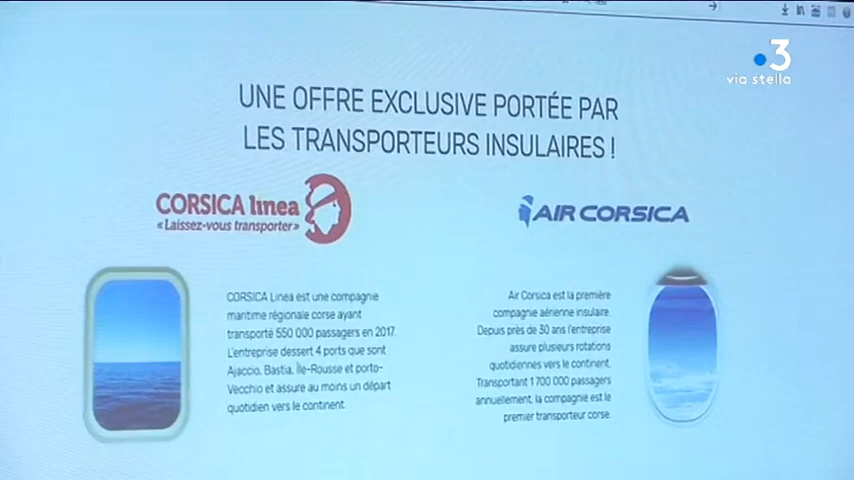 3
via stella
UNE OFFRE EXCLUSIVE PORTÉE PAR
LES TRANSPORTEURS INSULAIRES !
CORSICA linea
« Laissez-vous transporter »
AIR CORSICA
CORSICA Linea est une compagnie
maritime régionale corse ayant
transporté 550 000 passagers en 2017.
L'entreprise dessert 4 ports que sont
Ajaccio, Bastia, Île-Rousse et porto-
Vecchio et assure au moins un départ
quotidien vers le continent.
Air Corsica est la première
compagnie aérienne insulaire.
Depuis près de 30 ans l'entreprise
assure plusieurs rotations
quotidiennes vers le continent.
Transportant 1 700 000 passagers
annuellement, la compagnie est le
premier transporteur corse.